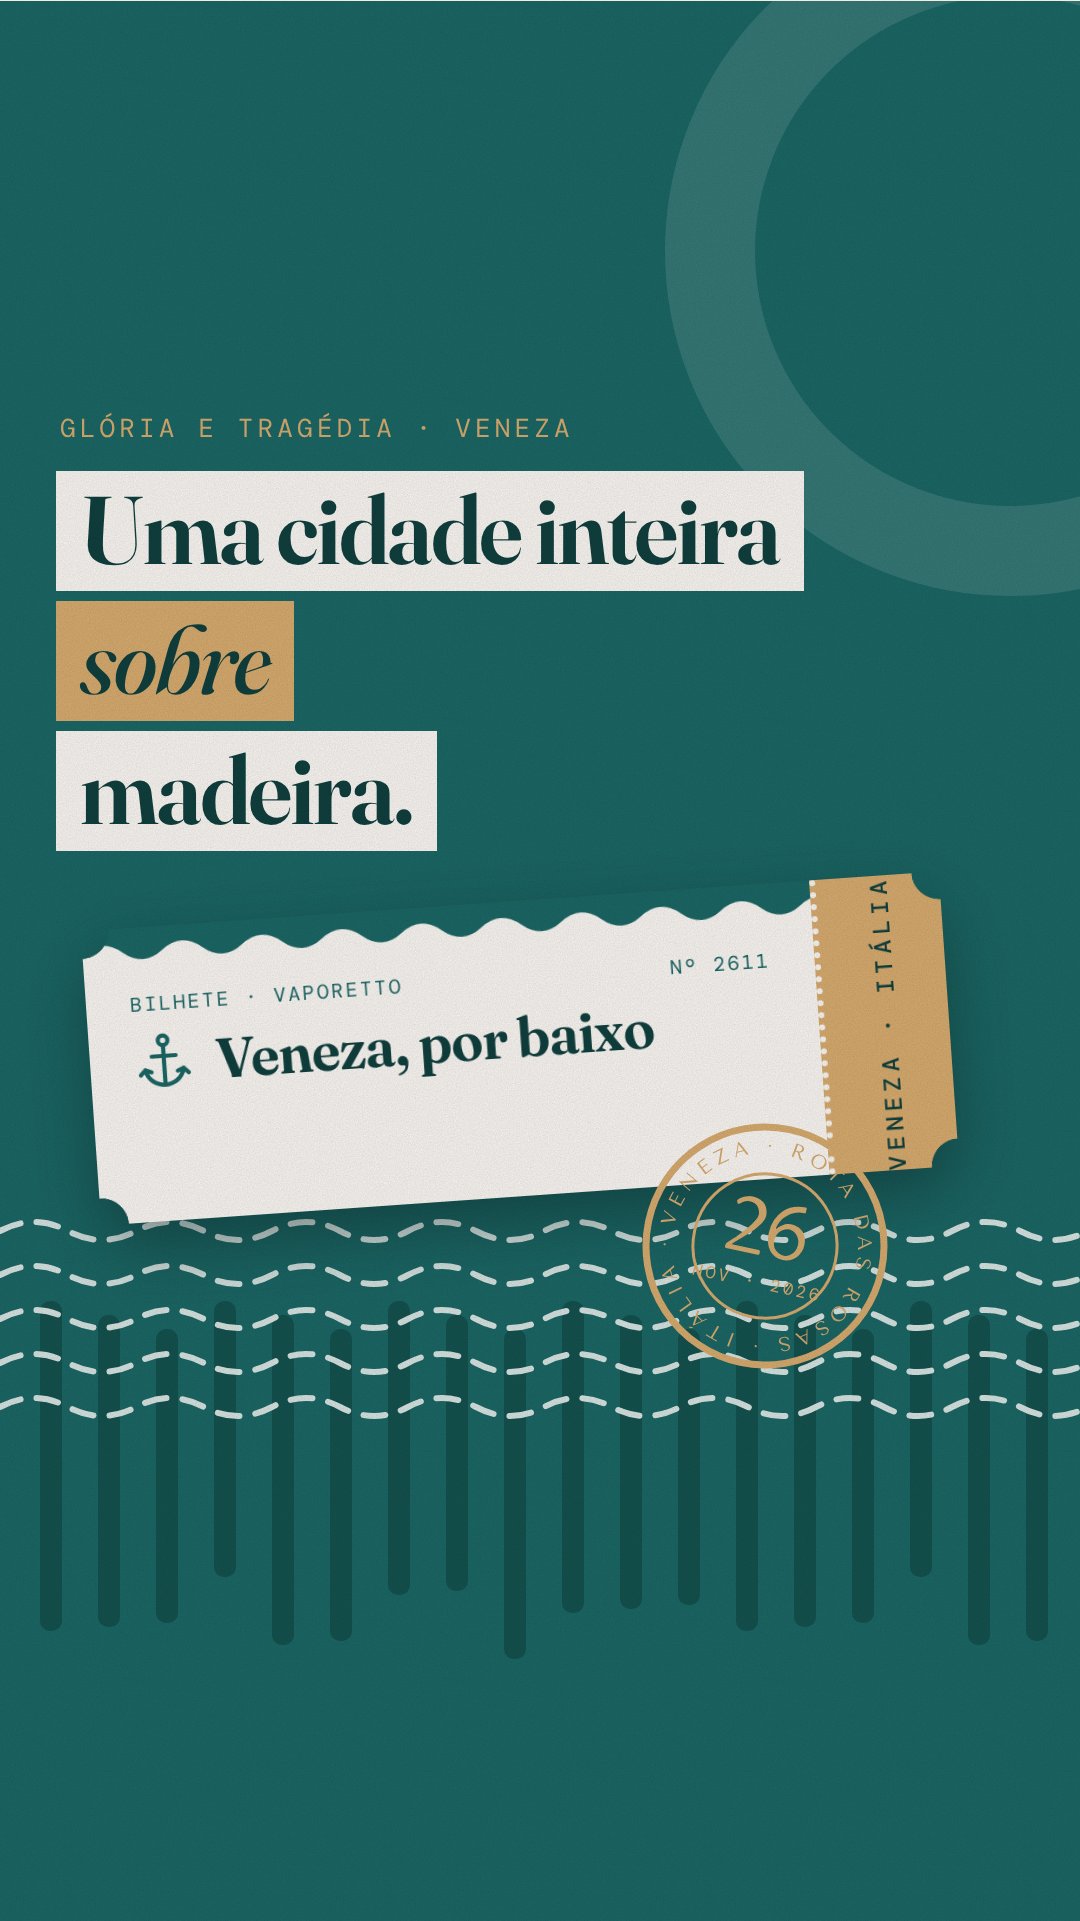 GLÓRIA E TRAGÉDIA · VENEZA
Uma cidade inteira
sobre
madeira.
BILHETE · VAPORETTO
Nº 2611
Veneza, por baixo
VENEZA · ITÁLIA
VENEZA · ROTA DAS ROSAS · ITÁLIA ·
26
NOV · 2026